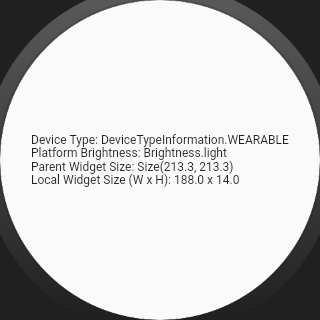 Device Type: DeviceTypeInformation.WEARABLE
Platform Brightness: Brightness.light
Parent Widget Size: Size(213.3, 213.3)
Local Widget Size (W x H): 188.0 x 14.0